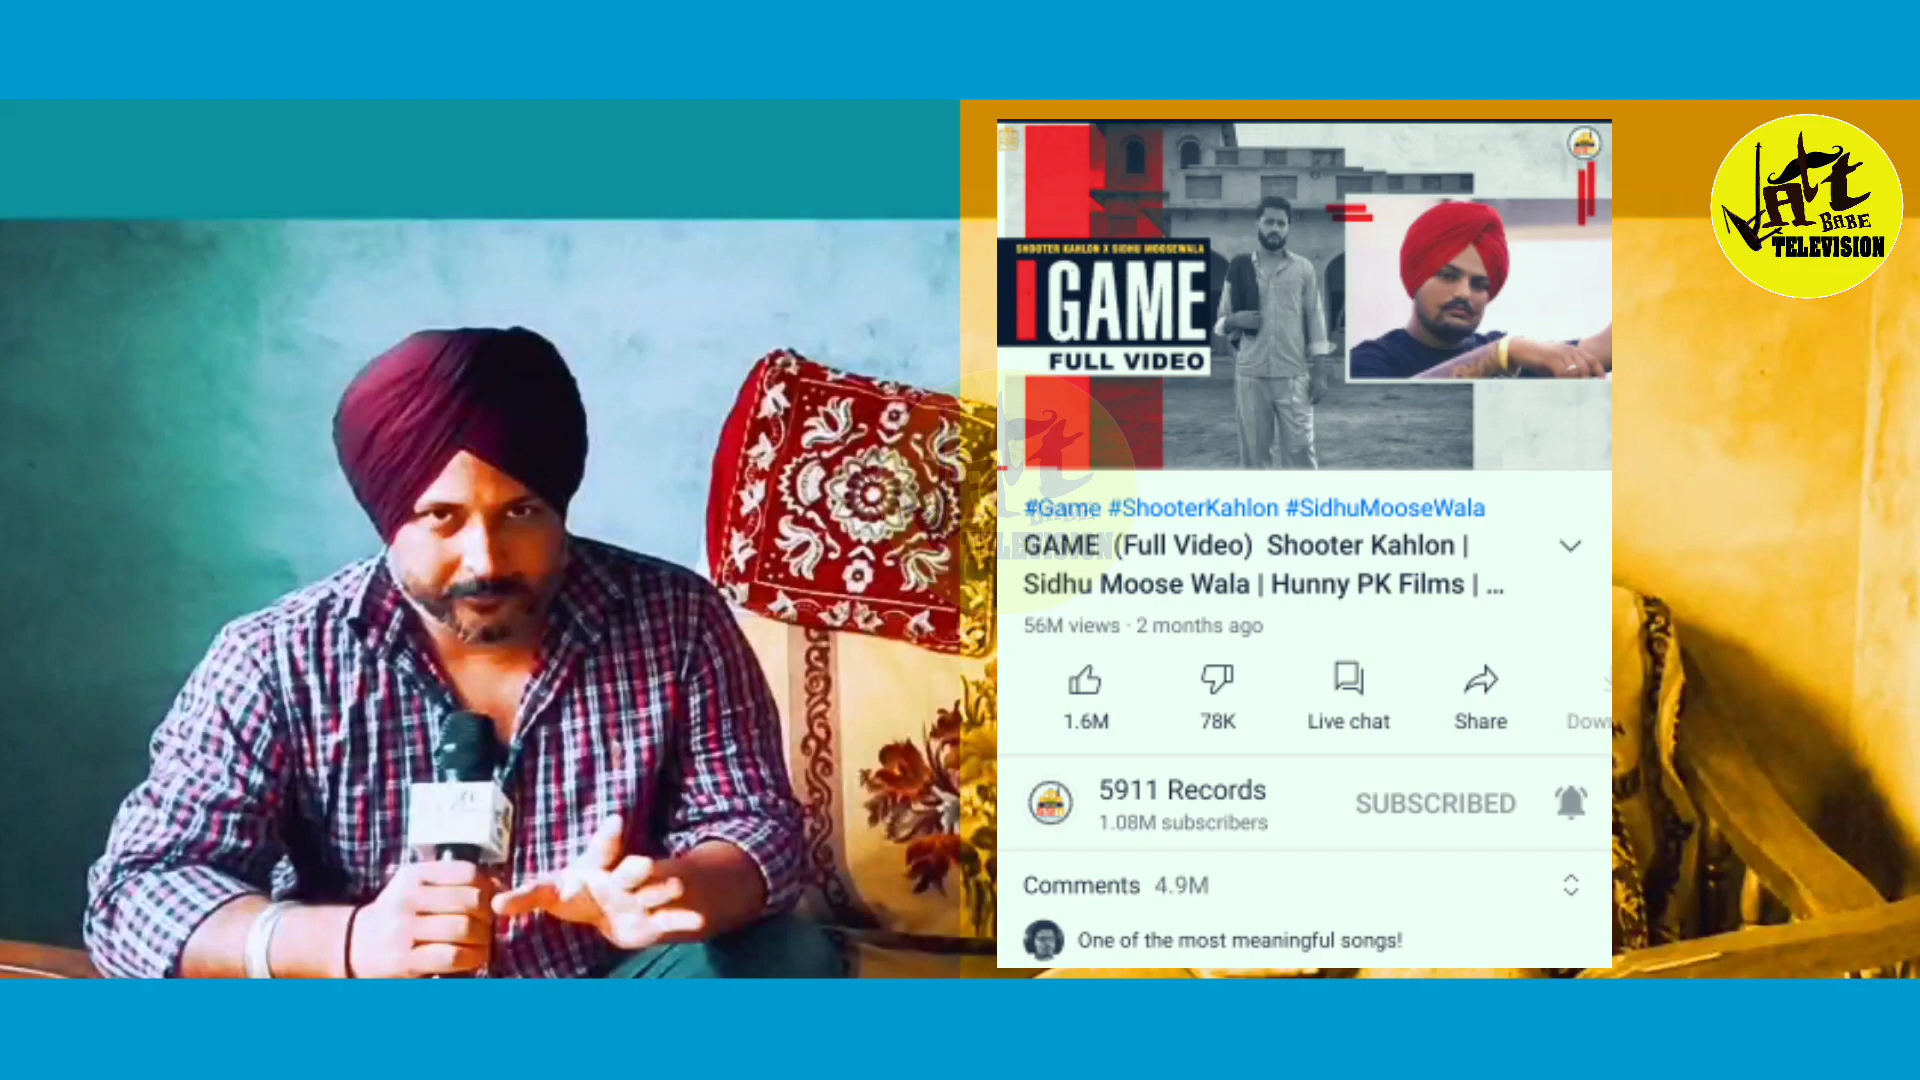 Jatt
BABE
TELEVISION
SHOOTER KAHLON X SIDHU MOOSEWALA
GAME
FULL VIDEO
#Game #ShooterKahlon #SidhuMooseWala
GAME (Full Video) Shooter Kahlon |
Sidhu Moose Wala | Hunny PK Films | ...
56M views · 2 months ago
1.6M
78K
Live chat
Share
Down
5911 Records
1.08M subscribers
SUBSCRIBED
Comments 4.9M
One of the most meaningful songs!